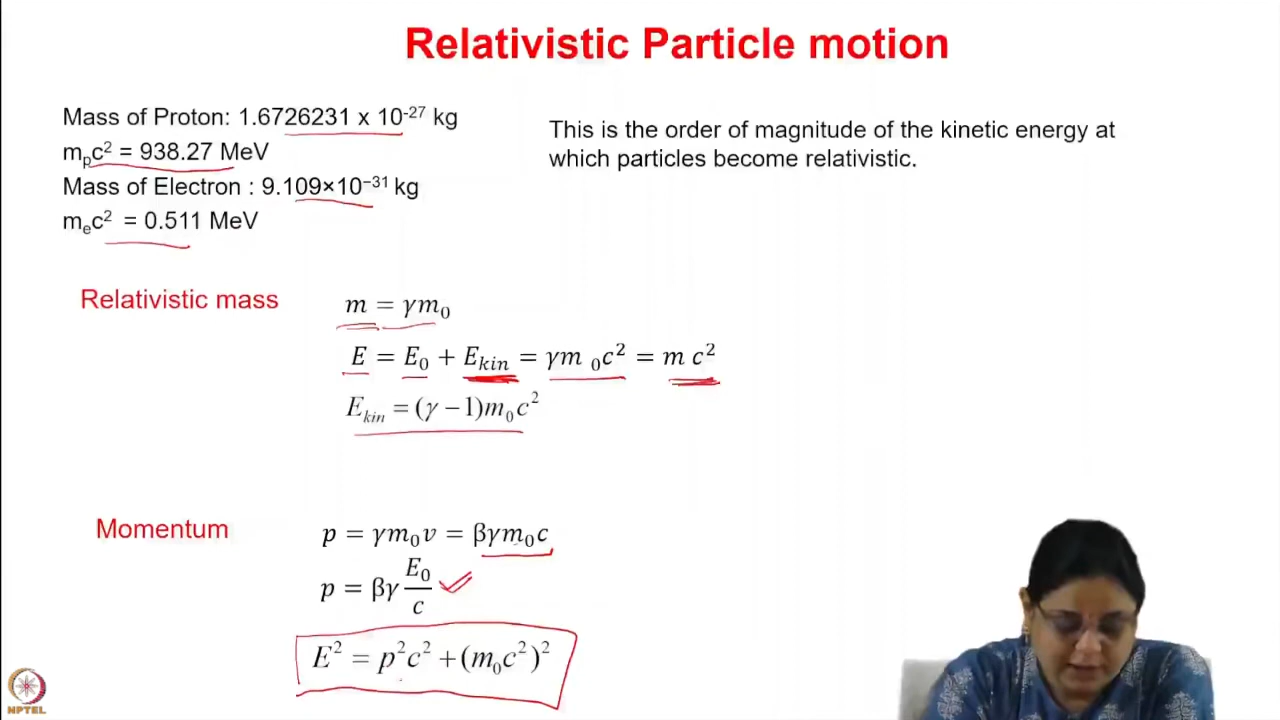 Relativistic Particle motion
Mass of Proton: 1.6726231 x 10⁻²⁷ kg
mₚc² = 938.27 MeV
Mass of Electron : 9.109×10⁻³¹ kg
mₑc² = 0.511 MeV
This is the order of magnitude of the kinetic energy at
which particles become relativistic.
Relativistic mass
m = γm₀
E = E₀ + Eₖᵢₙ = γm ₀c² = m c²
Eₖᵢₙ = (γ – 1)m₀c²
Momentum
p = γm₀v = βγm₀c
p = βγ E₀/c
E² = p²c² + (m₀c²)²
NPTEL